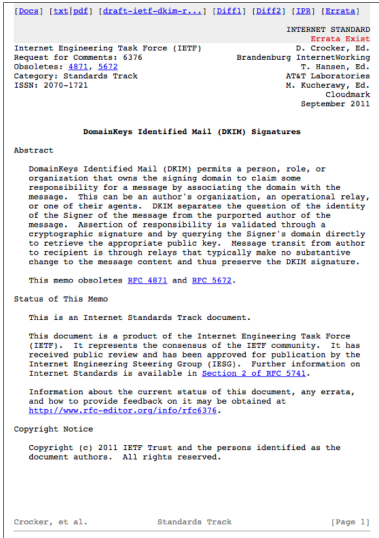 [Docs] [txt|pdf] [draft-ietf-dkim-r...] [Diff1] [Diff2] [IPR] [Errata]
INTERNET STANDARD
Errata Exist
Internet Engineering Task Force (IETF) D. Crocker, Ed.
Request for Comments: 6376 Brandenburg InternetWorking
Obsoletes: 4871, 5672 T. Hansen, Ed.
Category: Standards Track AT&T Laboratories
ISSN: 2070-1721 M. Kucherawy, Ed.
Cloudmark
September 2011
DomainKeys Identified Mail (DKIM) Signatures
Abstract
DomainKeys Identified Mail (DKIM) permits a person, role, or
organization that owns the signing domain to claim some
responsibility for a message by associating the domain with the
message. This can be an author's organization, an operational relay,
or one of their agents. DKIM separates the question of the identity
of the Signer of the message from the purported author of the
message. Assertion of responsibility is validated through a
cryptographic signature and by querying the Signer's domain directly
to retrieve the appropriate public key. Message transit from author
to recipient is through relays that typically make no substantive
change to the message content and thus preserve the DKIM signature.
This memo obsoletes RFC 4871 and RFC 5672.
Status of This Memo
This is an Internet Standards Track document.
This document is a product of the Internet Engineering Task Force
(IETF). It represents the consensus of the IETF community. It has
received public review and has been approved for publication by the
Internet Engineering Steering Group (IESG). Further information on
Internet Standards is available in Section 2 of RFC 5741.
Information about the current status of this document, any errata,
and how to provide feedback on it may be obtained at
http://www.rfc-editor.org/info/rfc6376.
Copyright Notice
Copyright (c) 2011 IETF Trust and the persons identified as the
document authors. All rights reserved.
Crocker, et al. Standards Track [Page 1]